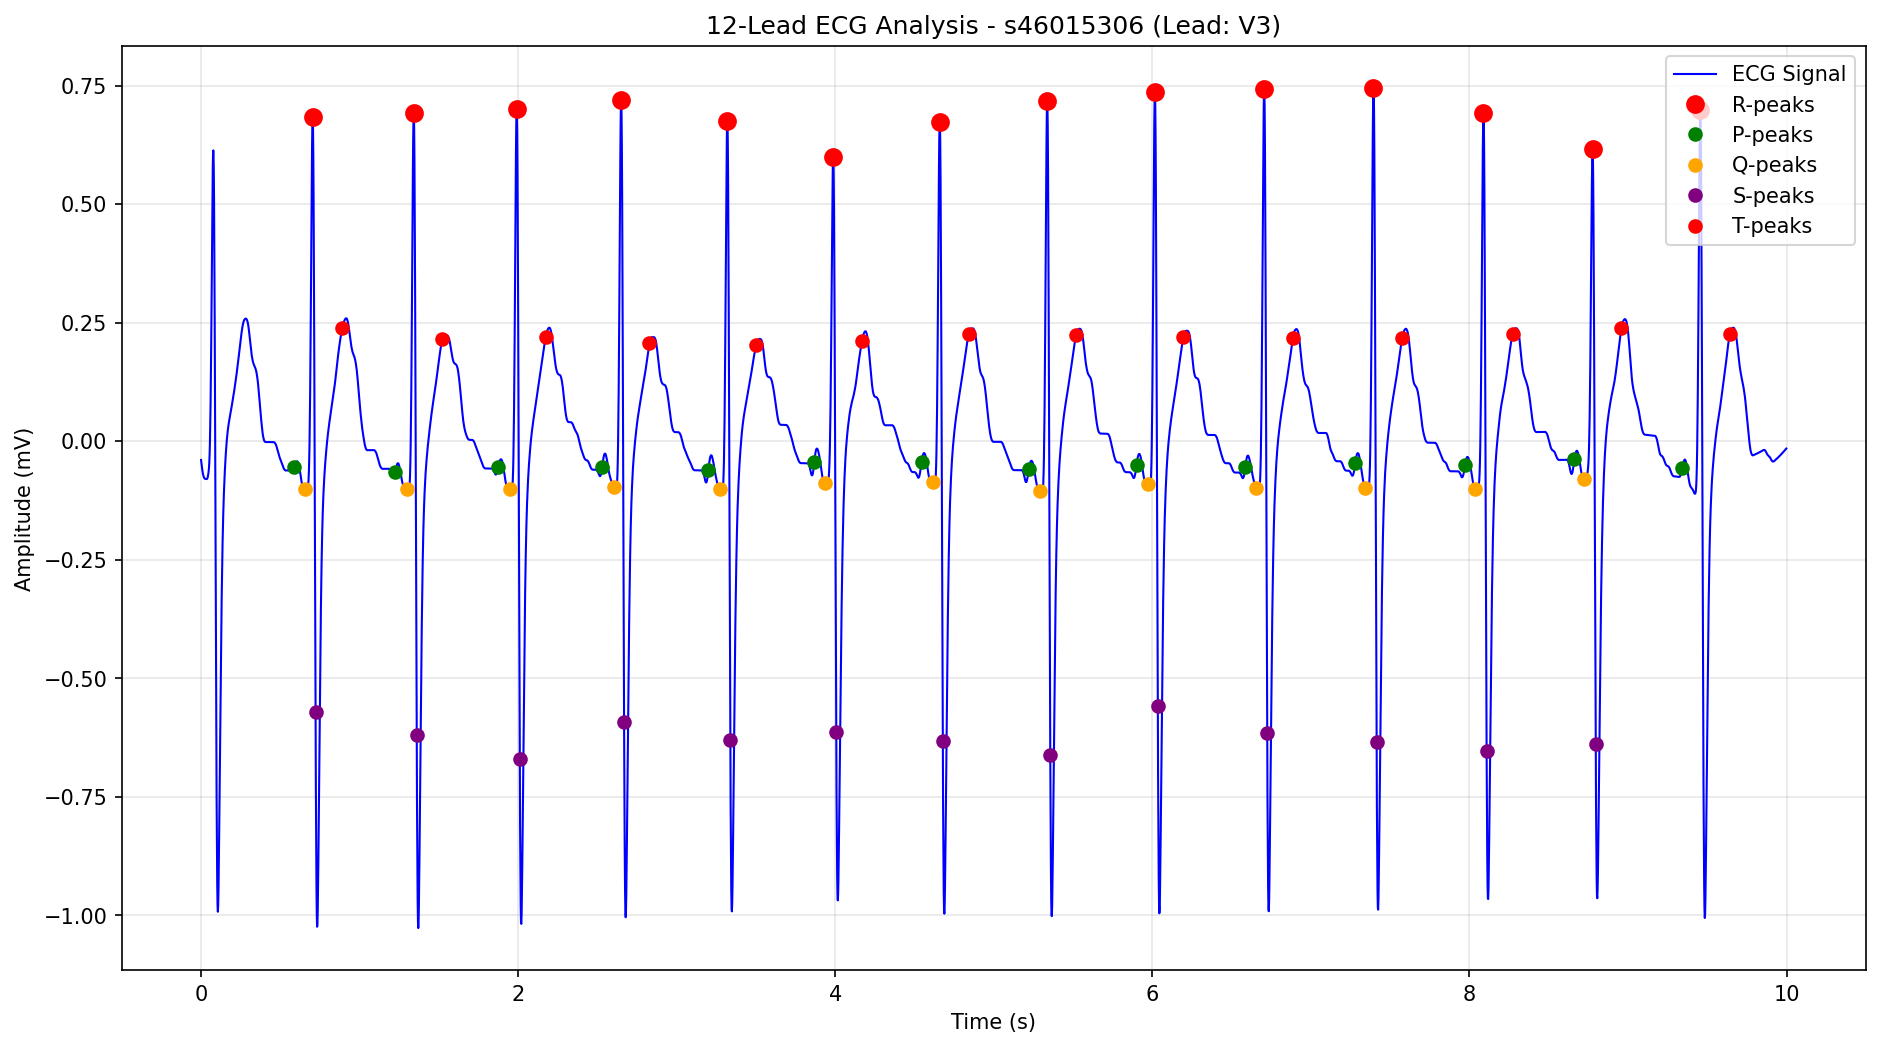 12-Lead ECG Analysis - s46015306 (Lead: V3)
ECG Signal
R-peaks
P-peaks
Q-peaks
S-peaks
T-peaks
0.75
0.50
0.25
0.00
−0.25
−0.50
−0.75
−1.00
Amplitude (mV)
0 2 4 6 8 10
Time (s)